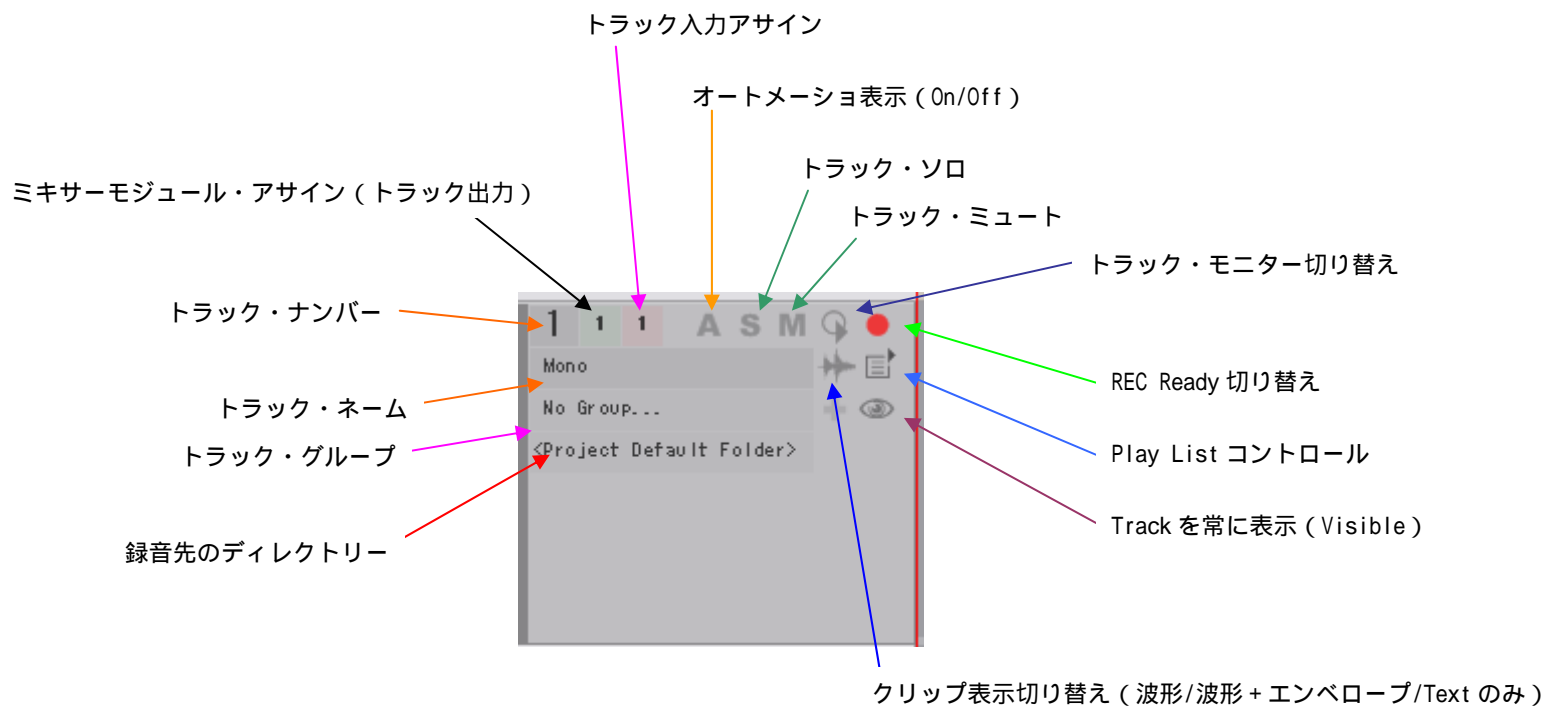 トラック入力アサイン
オートメーショ表示（On/Off）
トラック・ソロ
ミキサーモジュール・アサイン（トラック出力）
トラック・ミュート
トラック・モニター切り替え
トラック・ナンバー
1 1 1 A S M
Mono
REC Ready 切り替え
トラック・ネーム
No Group...
トラック・グループ
<Project Default Folder>
Play List コントロール
Track を常に表示（Visible）
録音先のディレクトリー
クリップ表示切り替え（波形/波形＋エンベロープ/Text のみ）